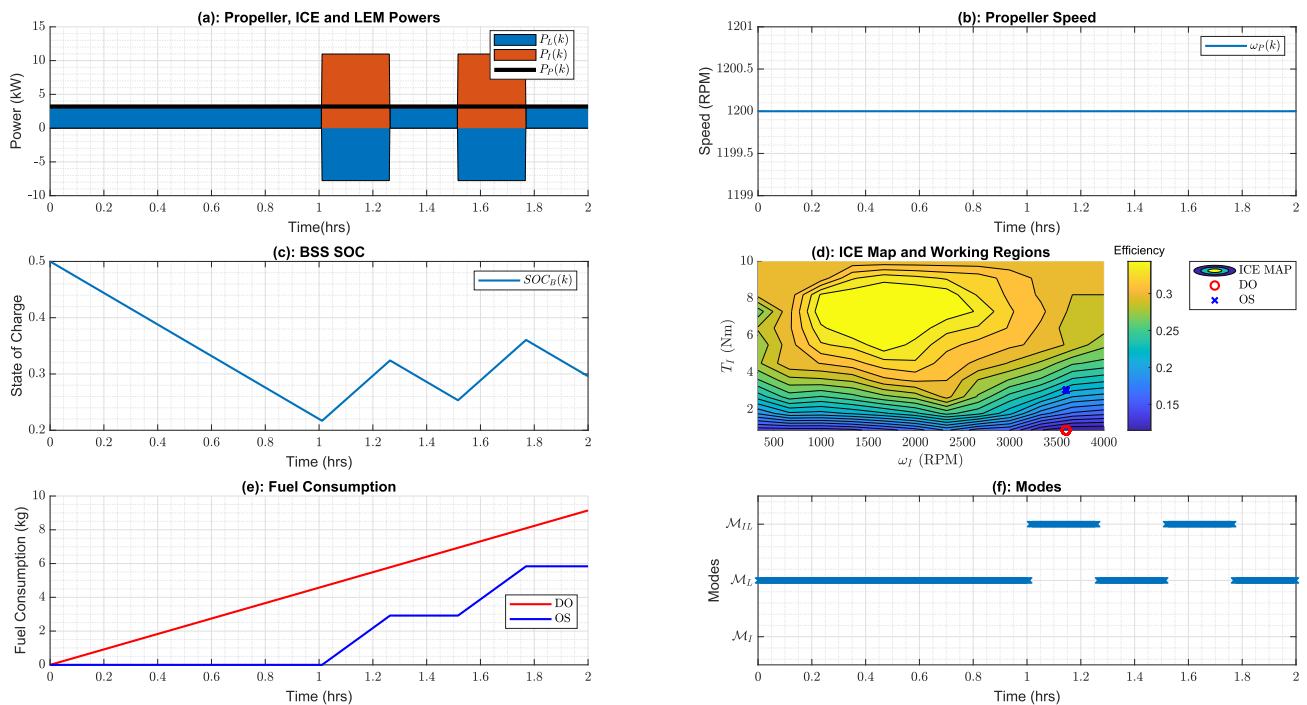 (a): Propeller, ICE and LEM Powers
15
10
5
0
-5
-10
Power (kW)
P_L(k)
P_I(k)
P_P(k)
0 0.2 0.4 0.6 0.8 1 1.2 1.4 1.6 1.8 2
Time(hrs)
(b): Propeller Speed
1201
1200.5
1200
1199.5
1199
Speed (RPM)
ω_P(k)
0 0.2 0.4 0.6 0.8 1 1.2 1.4 1.6 1.8 2
Time (hrs)
(c): BSS SOC
0.5
0.4
0.3
0.2
State of Charge
SOC_B(k)
0 0.2 0.4 0.6 0.8 1 1.2 1.4 1.6 1.8 2
Time (hrs)
(d): ICE Map and Working Regions
10
8
6
4
2
T_I (Nm)
500 1000 1500 2000 2500 3000 3500 4000
ω_I (RPM)
Efficiency
0.3
0.25
0.2
0.15
ICE MAP
DO
OS
(e): Fuel Consumption
10
8
6
4
2
0
Fuel Consumption (kg)
DO
OS
0 0.2 0.4 0.6 0.8 1 1.2 1.4 1.6 1.8 2
Time (hrs)
(f): Modes
M_IL
M_L
M_I
Modes
0 0.2 0.4 0.6 0.8 1 1.2 1.4 1.6 1.8 2
Time (hrs)